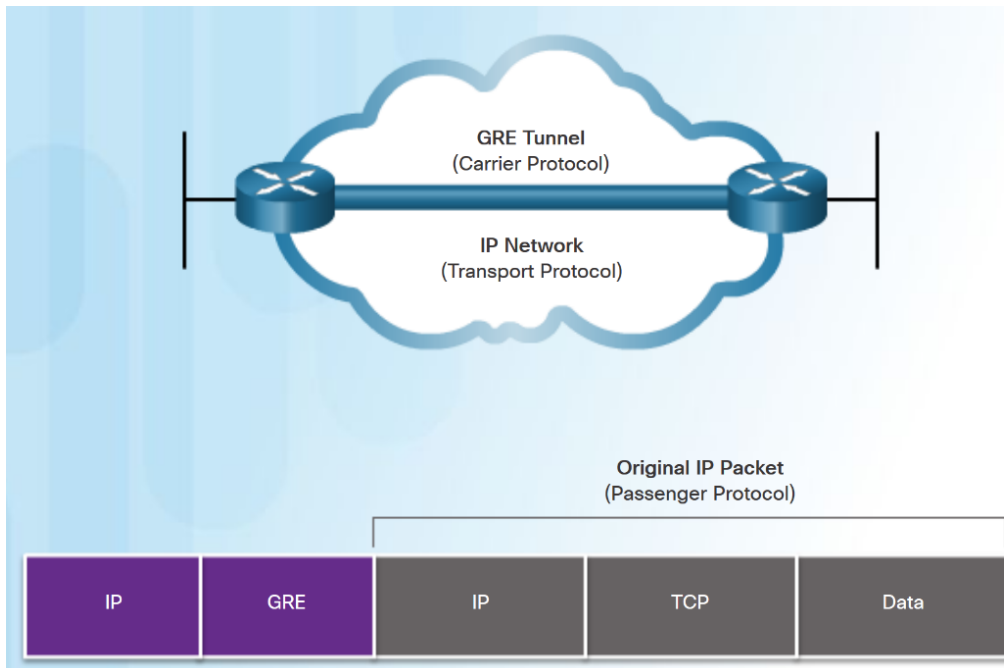 GRE Tunnel
(Carrier Protocol)
IP Network
(Transport Protocol)
Original IP Packet
(Passenger Protocol)
IP GRE IP TCP Data